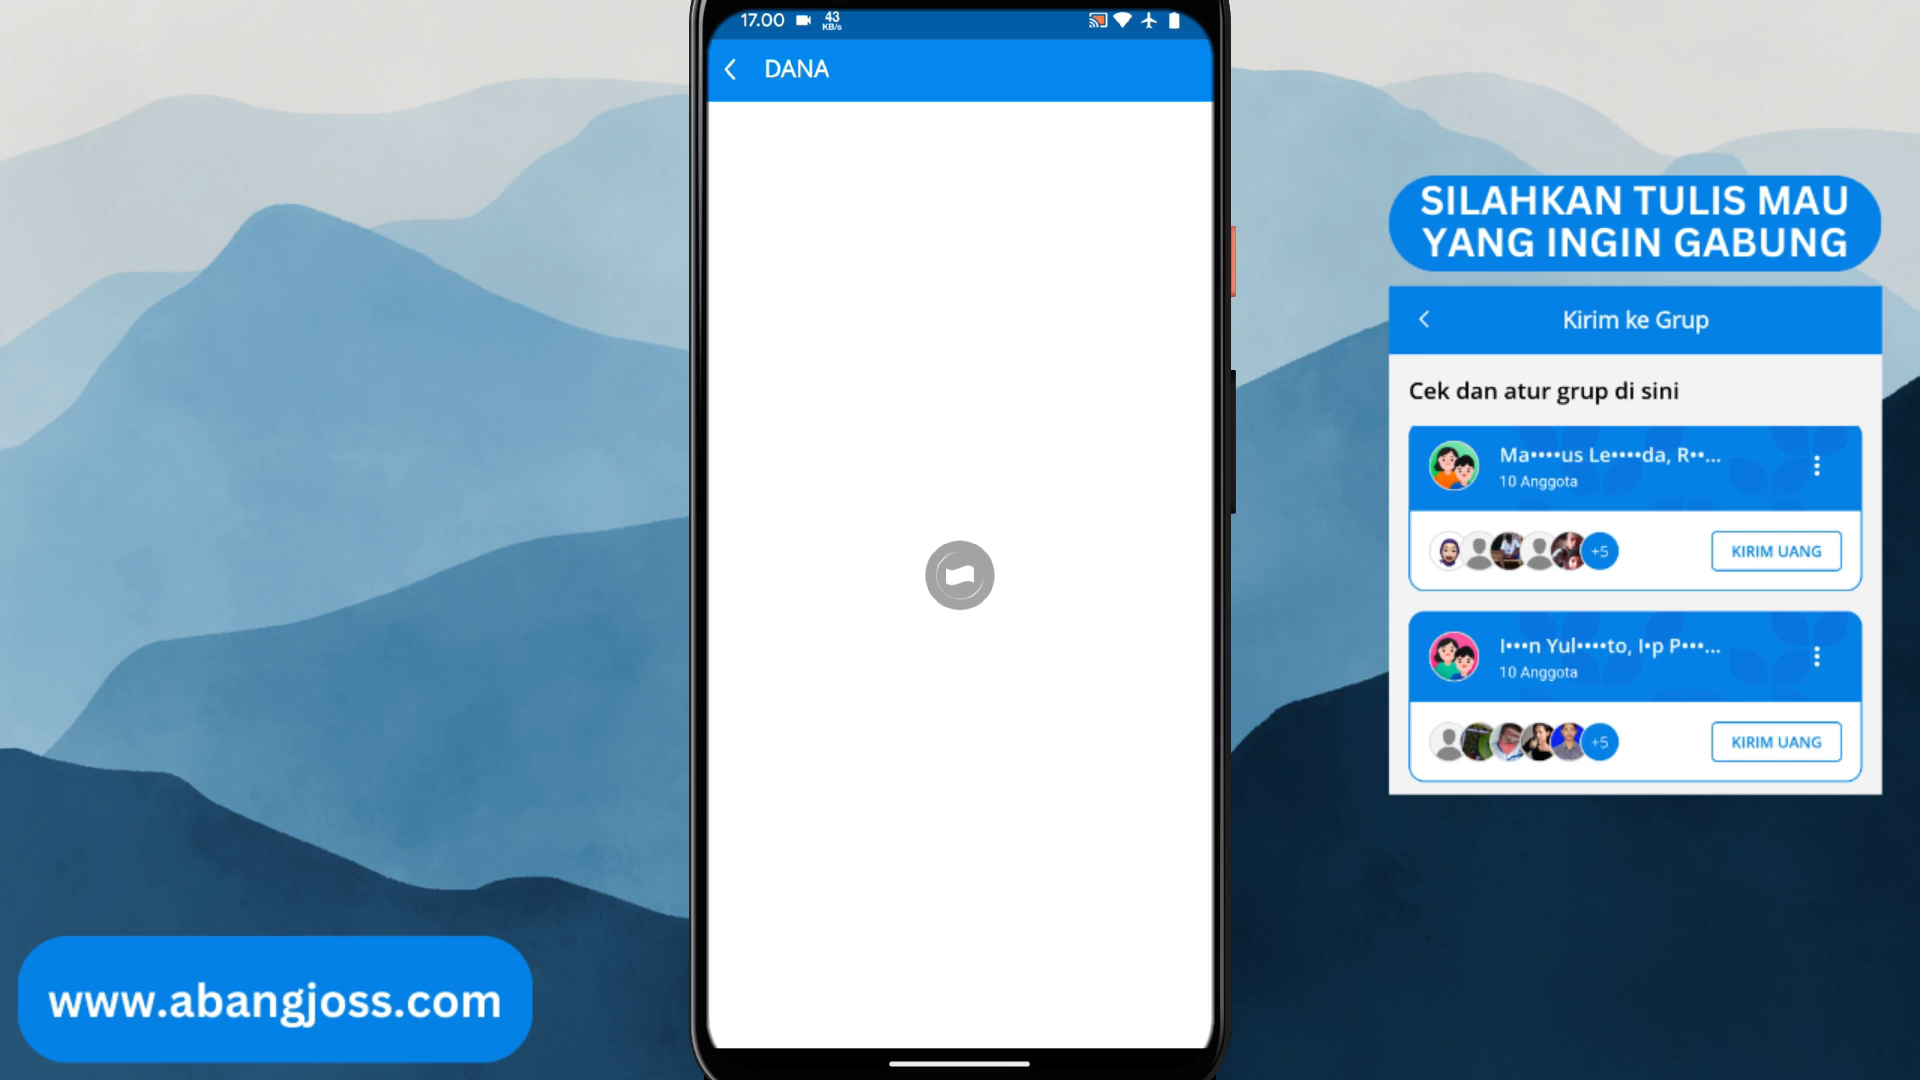 17.00
43
KB/s
DANA
SILAHKAN TULIS MAU
YANG INGIN GABUNG
Kirim ke Grup
Cek dan atur grup di sini
Ma••••us Le••••da, R••...
10 Anggota
+5
KIRIM UANG
I•••n Yul••••to, I•p P•••...
10 Anggota
+5
KIRIM UANG
www.abangjoss.com